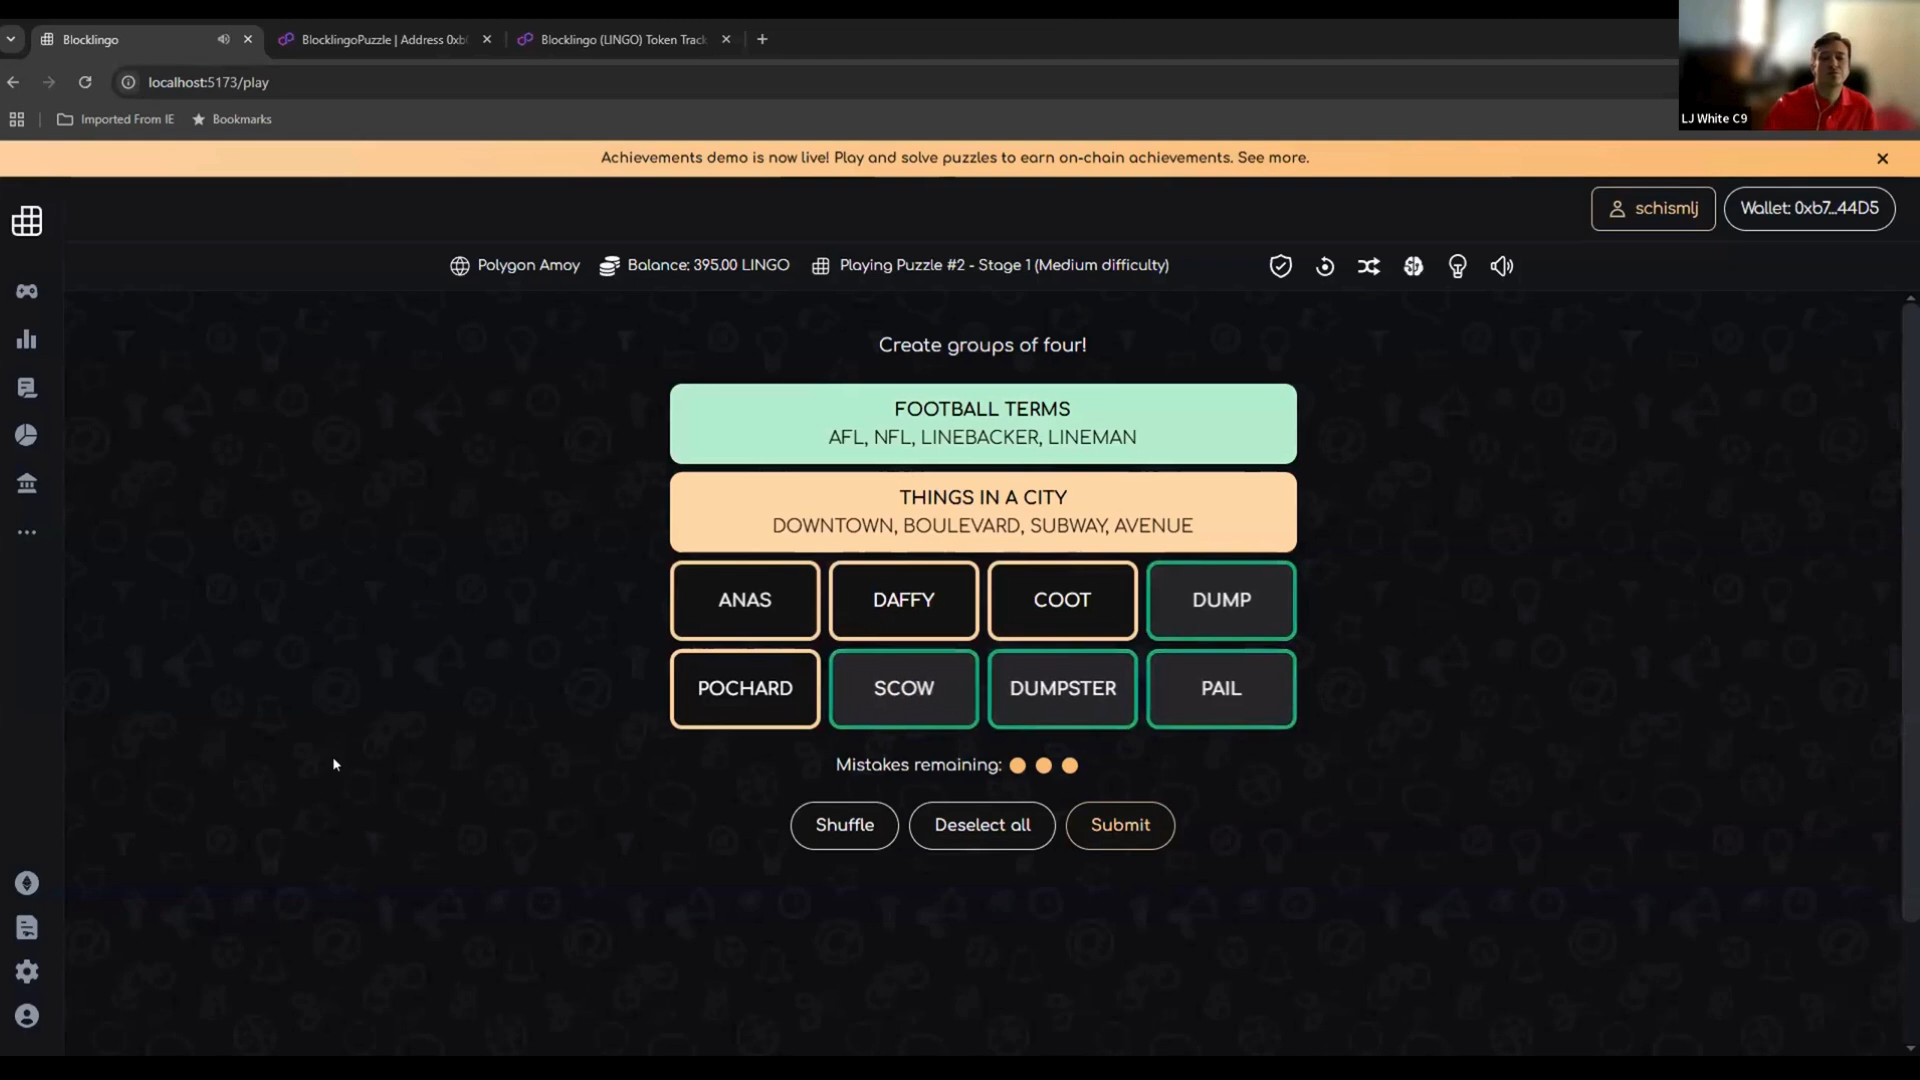 Blocklingo
BlocklingoPuzzle | Address 0xb
Blocklingo (LINGO) Token Track
localhost:5173/play
Imported From IE
Bookmarks
LJ White C9
Achievements demo is now live! Play and solve puzzles to earn on-chain achievements. See more.
schismlj
Wallet: 0xb7...44D5
Polygon Amoy
Balance: 395.00 LINGO
Playing Puzzle #2 - Stage 1 (Medium difficulty)
Create groups of four!
FOOTBALL TERMS
AFL, NFL, LINEBACKER, LINEMAN
THINGS IN A CITY
DOWNTOWN, BOULEVARD, SUBWAY, AVENUE
ANAS DAFFY COOT DUMP
POCHARD SCOW DUMPSTER PAIL
Mistakes remaining:
Shuffle Deselect all Submit